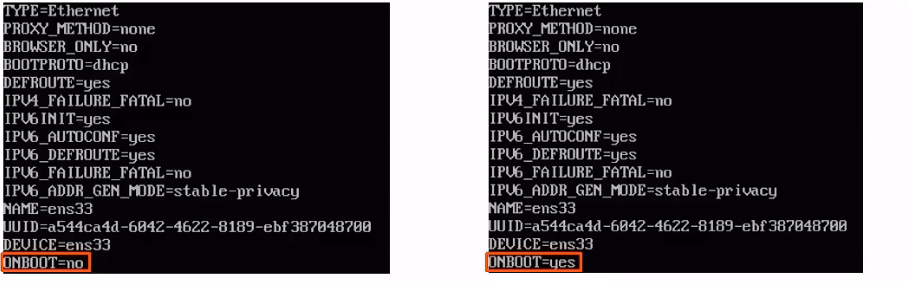 TYPE=Ethernet
PROXY_METHOD=none
BROWSER_ONLY=no
BOOTPROTO=dhcp
DEFROUTE=yes
IPV4_FAILURE_FATAL=no
IPV6INIT=yes
IPV6_AUTOCONF=yes
IPV6_DEFROUTE=yes
IPV6_FAILURE_FATAL=no
IPV6_ADDR_GEN_MODE=stable-privacy
NAME=ens33
UUID=a544ca4d-6042-4622-8189-ebf387048700
DEVICE=ens33
ONBOOT=no
TYPE=Ethernet
PROXY_METHOD=none
BROWSER_ONLY=no
BOOTPROTO=dhcp
DEFROUTE=yes
IPV4_FAILURE_FATAL=no
IPV6INIT=yes
IPV6_AUTOCONF=yes
IPV6_DEFROUTE=yes
IPV6_FAILURE_FATAL=no
IPV6_ADDR_GEN_MODE=stable-privacy
NAME=ens33
UUID=a544ca4d-6042-4622-8189-ebf387048700
DEVICE=ens33
ONBOOT=yes